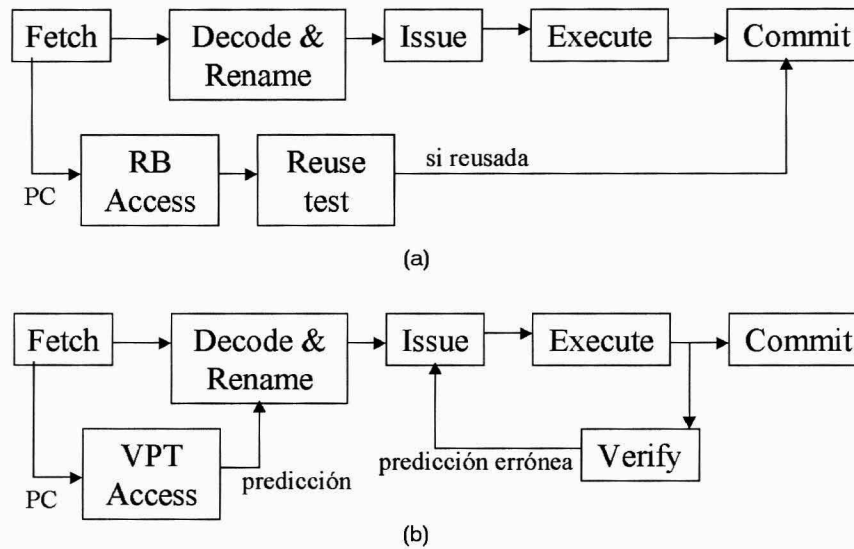 Fetch
Decode &
Rename
Issue
Execute
Commit
PC
RB
Access
Reuse
test
si reusada
(a)
Fetch
Decode &
Rename
Issue
Execute
Commit
PC
VPT
Access
predicción
predicción errónea
Verify
(b)